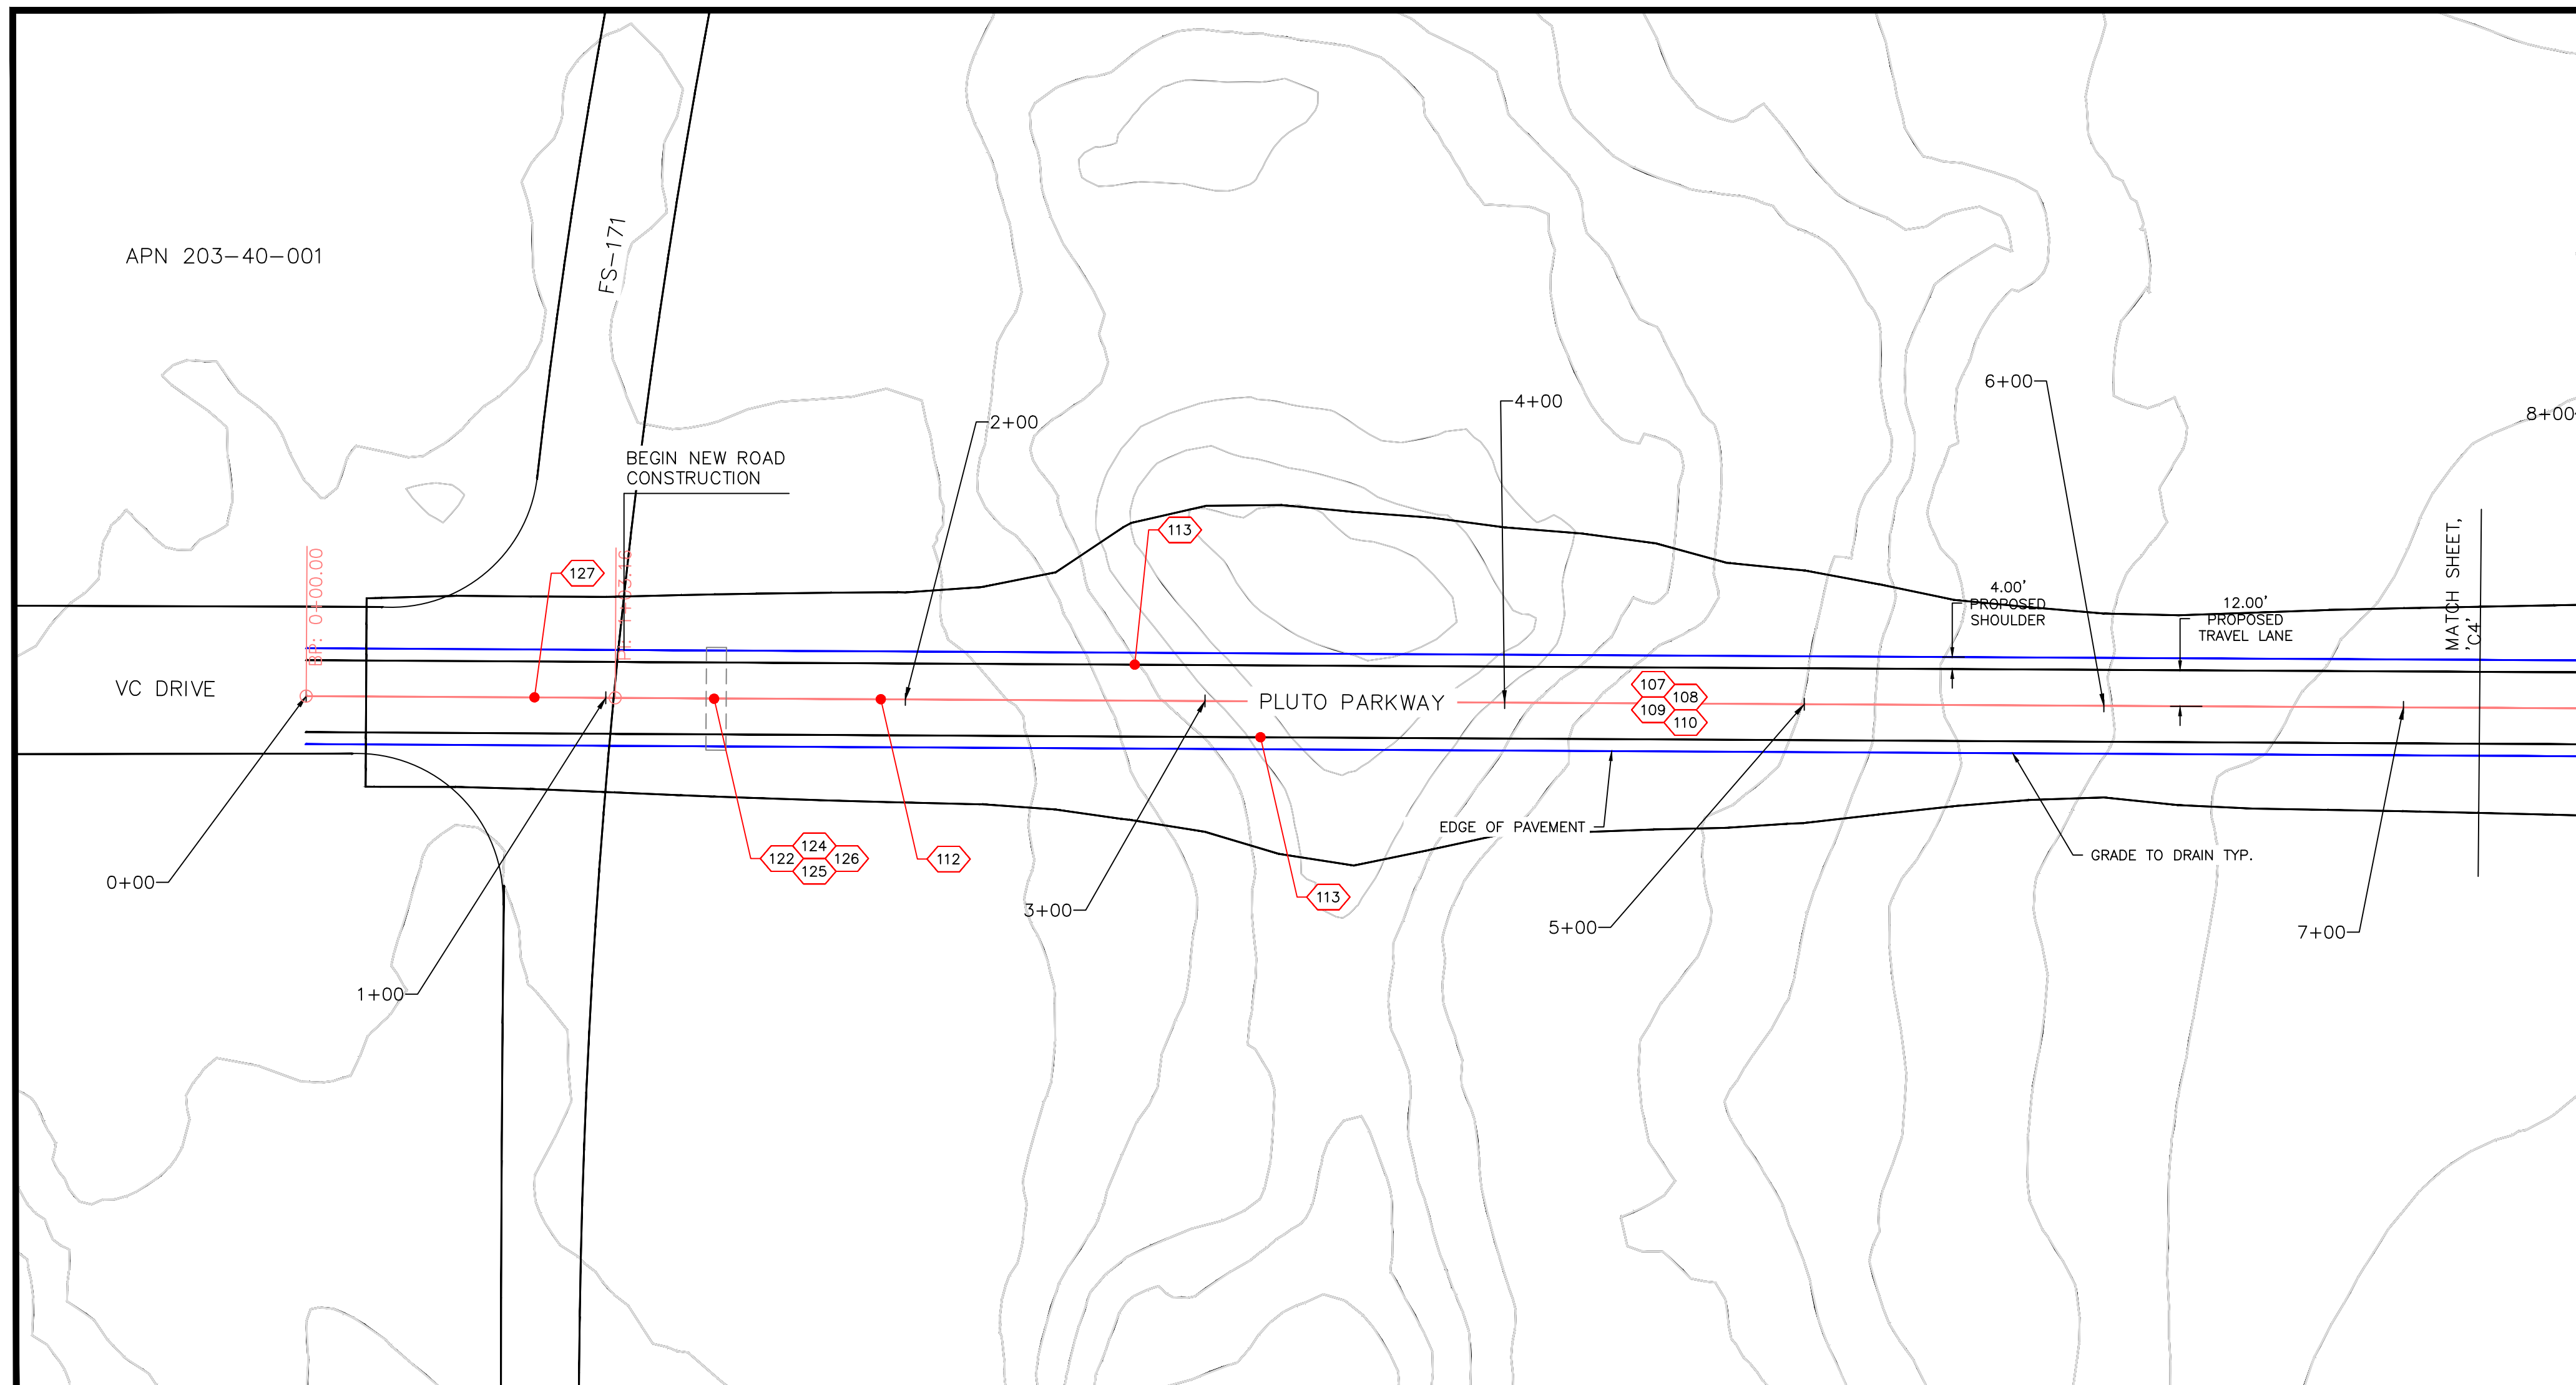 APN 203-40-001
FS-171
BEGIN NEW ROAD
CONSTRUCTION
2+00
4+00
6+00
8+00
BP: 0+00.00
127
113
4.00'
PROPOSED
SHOULDER
12.00'
PROPOSED
TRAVEL LANE
MATCH SHEET,
'C4'
VC DRIVE
PLUTO PARKWAY
107
108
109
110
EDGE OF PAVEMENT
GRADE TO DRAIN TYP.
124
122
126
125
112
113
0+00
1+00
3+00
5+00
7+00